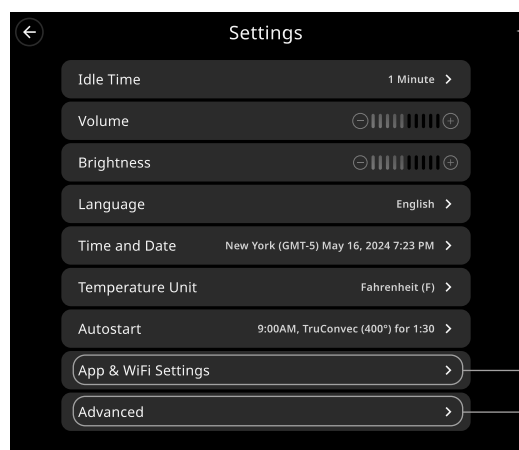 Settings
Idle Time 1 Minute
Volume
Brightness
Language English
Time and Date New York (GMT-5) May 16, 2024 7:23 PM
Temperature Unit Fahrenheit (F)
Autostart 9:00AM, TruConvec (400°) for 1:30
App & WiFi Settings
Advanced